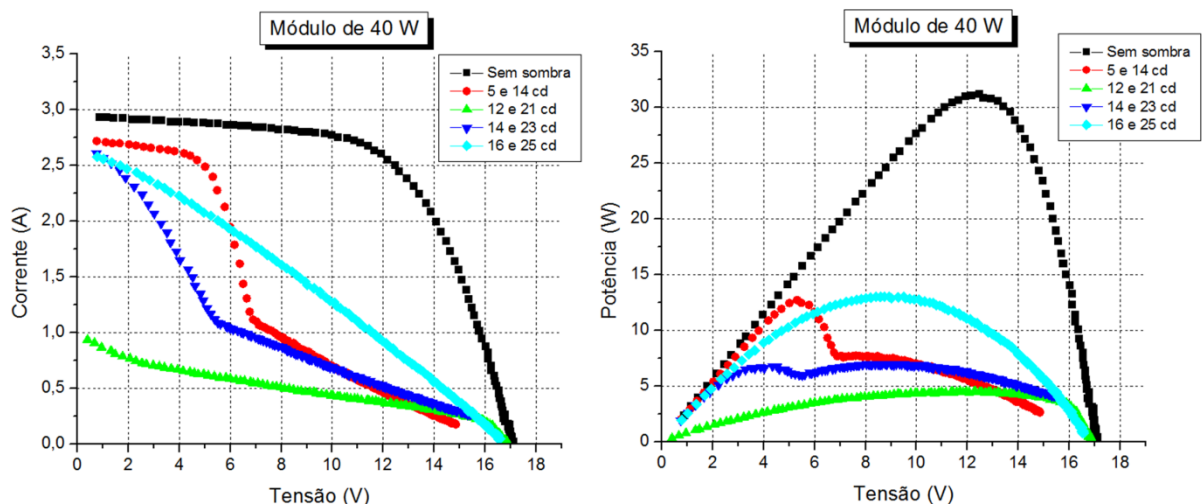 Módulo de 40 W
Sem sombra
5 e 14 cd
12 e 21 cd
14 e 23 cd
16 e 25 cd
Corrente (A)
3,5
3,0
2,5
2,0
1,5
1,0
0,5
0,0
0 2 4 6 8 10 12 14 16 18
Tensão (V)
Módulo de 40 W
Sem sombra
5 e 14 cd
12 e 21 cd
14 e 23 cd
16 e 25 cd
Potência (W)
35
30
25
20
15
10
5
0
0 2 4 6 8 10 12 14 16 18
Tensão (V)